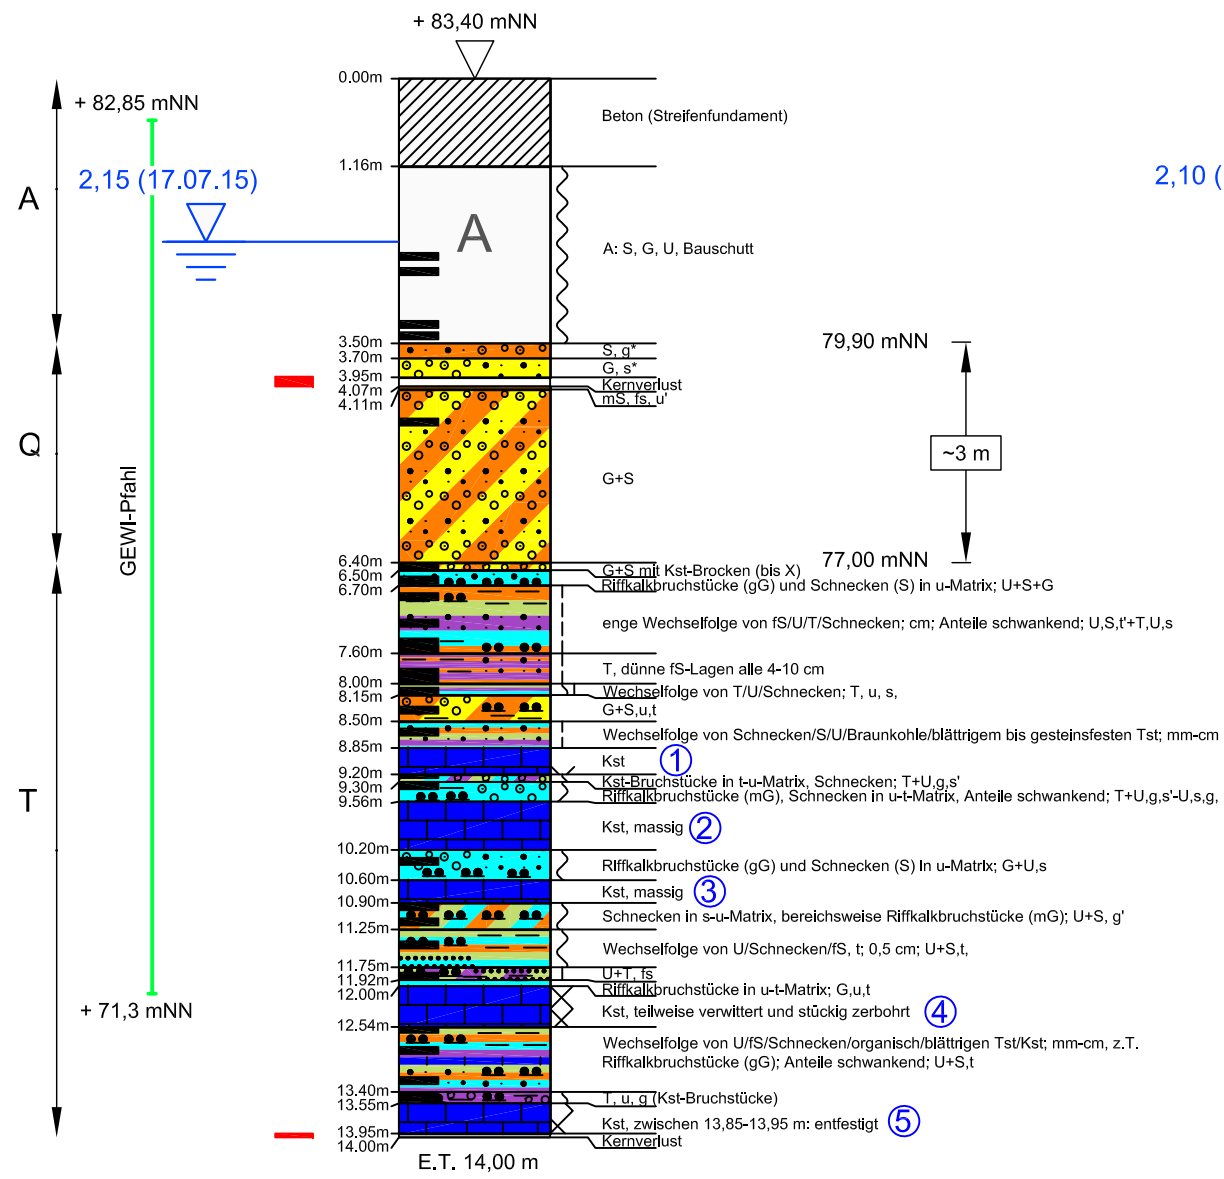 + 83,40 mNN
0.00m
+ 82,85 mNN
Beton (Streifenfundament)
1.16m
2,15 (17.07.15)
2,10 (
A
A
A: S, G, U, Bauschutt
3.50m
79,90 mNN
S, g*
3.70m
G, s*
3.95m
Kernverlust
4.07m
mS, fs, u'
4.11m
Q
~3 m
G+S
GEWI-Pfahl
77,00 mNN
6.40m
G+S mit Kst-Brocken (bis X)
6.50m
Riffkalkbruchstücke (gG) und Schnecken (S) in u-Matrix; U+S+G
6.70m
enge Wechselfolge von fS/U/T/Schnecken; cm; Anteile schwankend; U,S,t'+T,U,s
7.60m
T, dünne fS-Lagen alle 4-10 cm
8.00m
Wechselfolge von T/U/Schnecken; T, u, s,
8.15m
G+S,u,t
8.50m
Wechselfolge von Schnecken/S/U/Braunkohle/blättrigem bis gesteinsfesten Tst; mm-cm
8.85m
Kst 1
9.20m
Kst-Bruchstücke in t-u-Matrix, Schnecken; T+U,g,s'
9.30m
Riffkalkbruchstücke (mG), Schnecken in u-t-Matrix, Anteile schwankend; T+U,g,s'-U,s,g,
9.56m
T
Kst, massig 2
10.20m
Riffkalkbruchstücke (gG) und Schnecken (S) in u-Matrix; G+U,s
10.60m
Kst, massig 3
10.90m
Schnecken in s-u-Matrix, bereichsweise Riffkalkbruchstücke (mG); U+S, g'
11.25m
Wechselfolge von U/Schnecken/fS, t; 0,5 cm; U+S,t,
11.75m
U+T, fs
11.92m
Riffkalkbruchstücke in u-t-Matrix; G,u,t
12.00m
+ 71,3 mNN
Kst, teilweise verwittert und stückig zerbohrt 4
12.54m
Wechselfolge von U/fS/Schnecken/organisch/blättrigen Tst/Kst; mm-cm, z.T.
Riffkalkbruchstücke (gG); Anteile schwankend; U+S,t
13.40m
T, u, g (Kst-Bruchstücke)
13.55m
Kst, zwischen 13,85-13,95 m: entfestigt 5
13.95m
Kernverlust
14.00m
E.T. 14,00 m